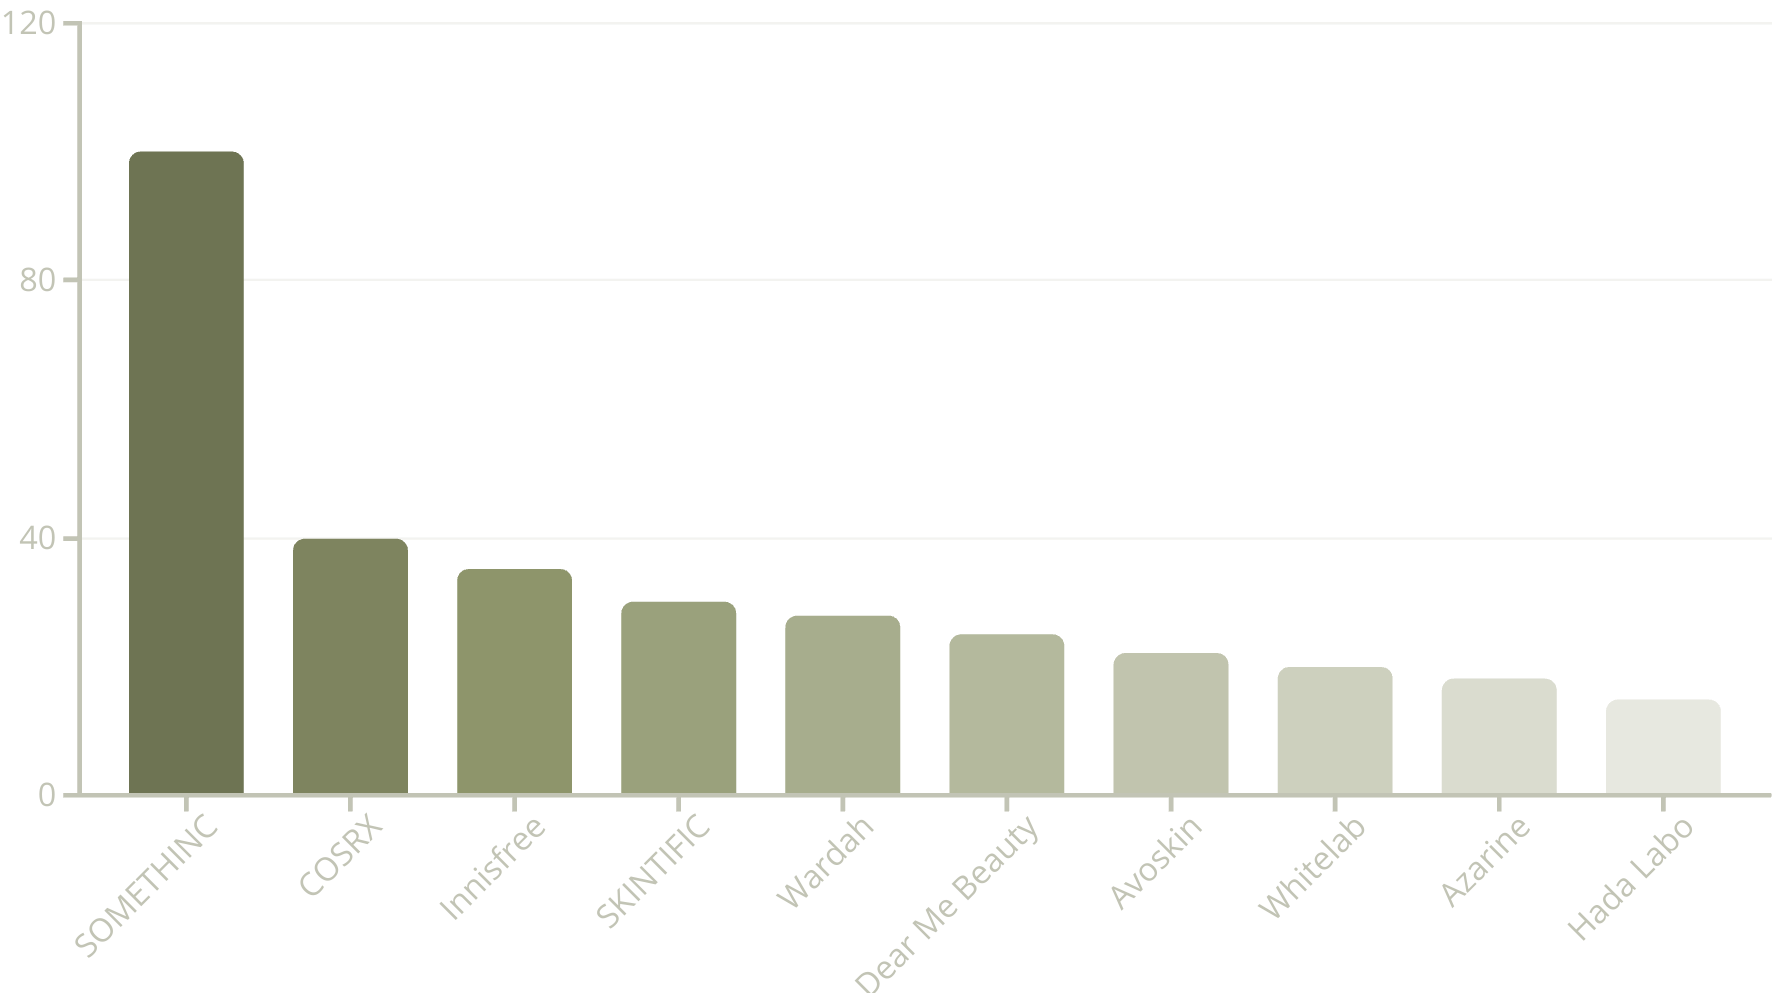 120
80
40
0
SOMETHINC
COSRX
Innisfree
SKINTIFIC
Wardah
Dear Me Beauty
Avoskin
Whitelab
Azarine
Hada Labo